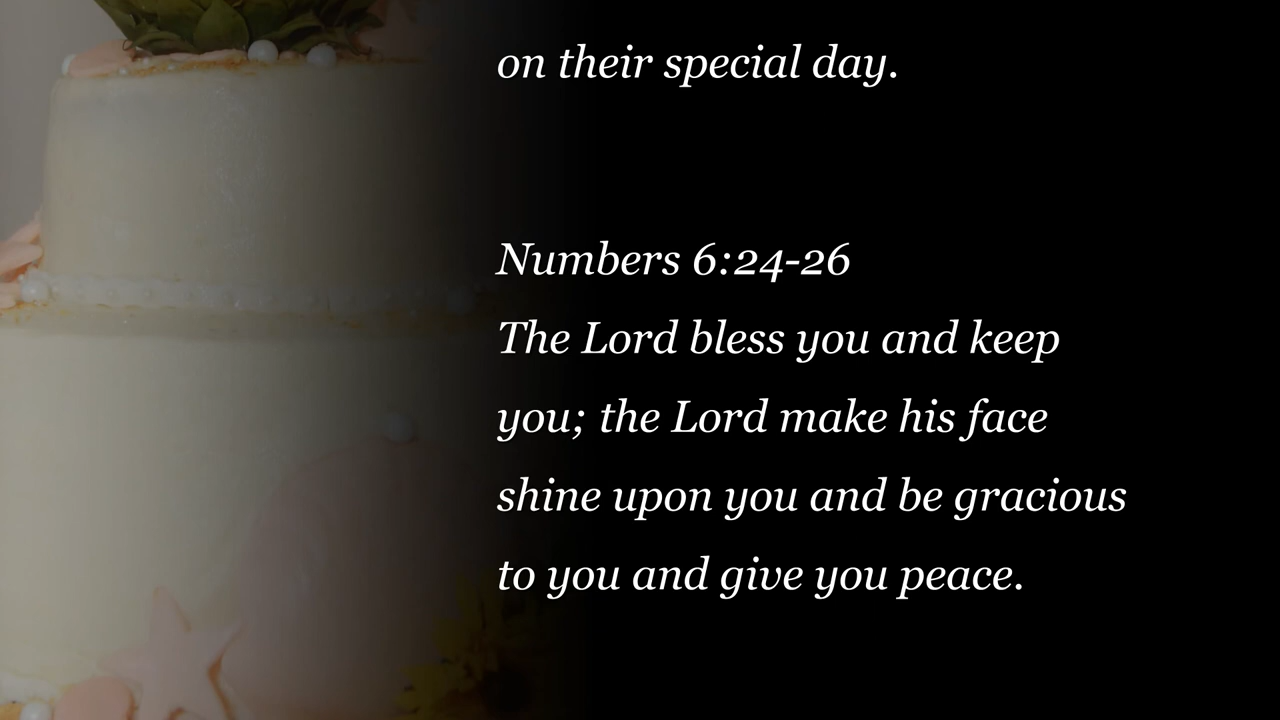 on their special day.
Numbers 6:24-26
The Lord bless you and keep
you; the Lord make his face
shine upon you and be gracious
to you and give you peace.